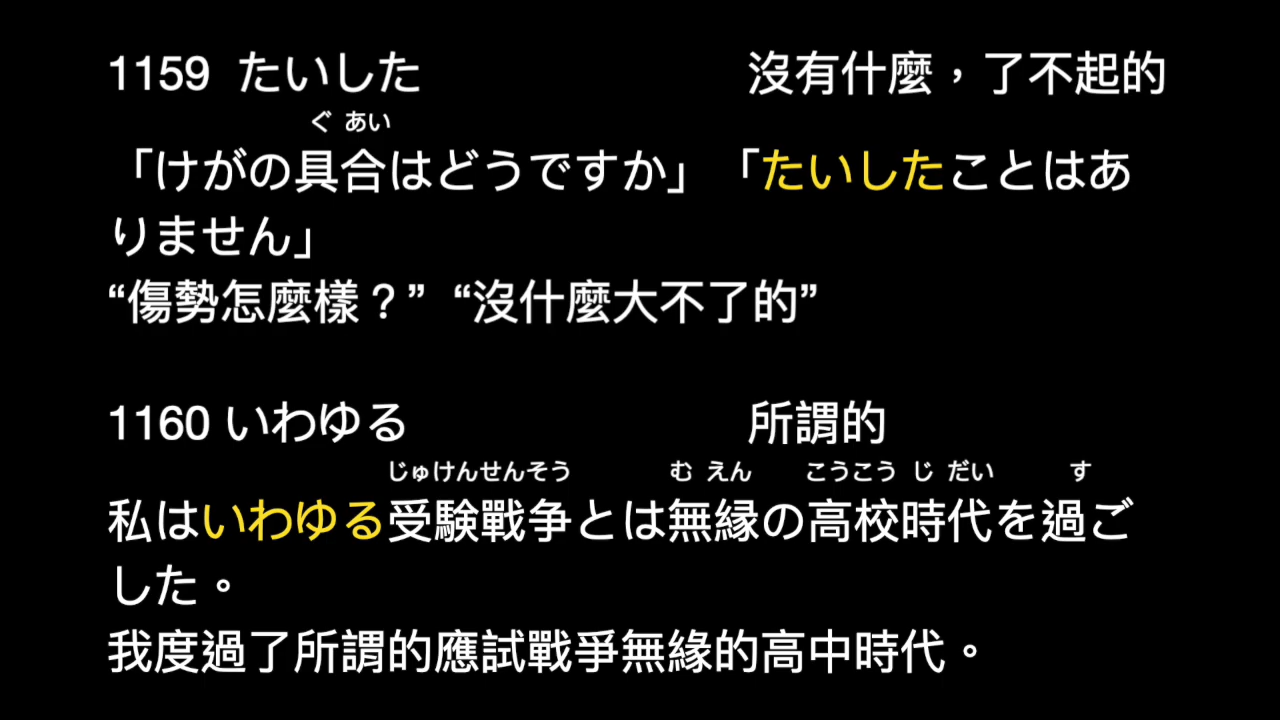 1159 たいした 沒有什麼，了不起的
ぐ あい
「けがの具合はどうですか」「たいしたことはあ
りません」
“傷勢怎麼樣？” “沒什麼大不了的”
1160 いわゆる 所謂的
じゅけんせんそう む えん こうこう じ だい す
私はいわゆる受験戰争とは無縁の高校時代を過ご
した。
我度過了所謂的應試戰爭無緣的高中時代。